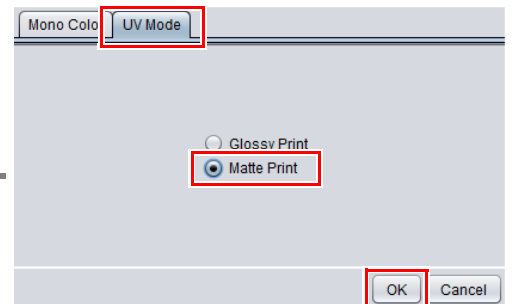 Mono Colo UV Mode
Glossy Print
Matte Print
OK Cancel